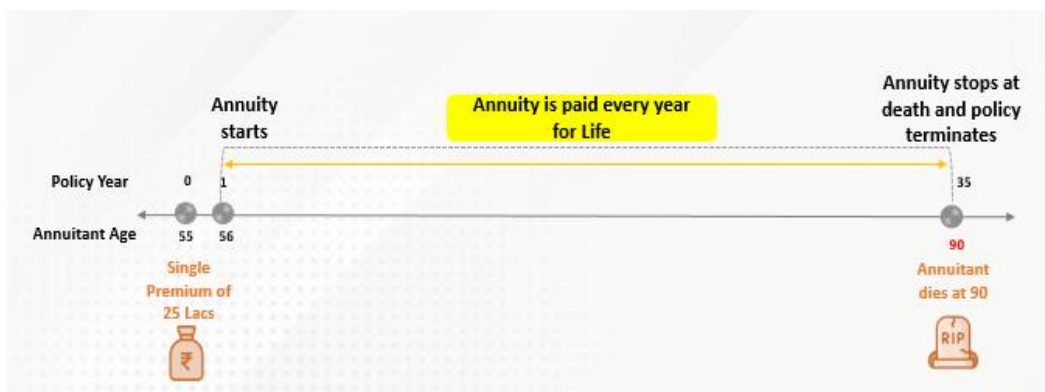 Annuity
starts
Annuity is paid every year
for Life
Annuity stops at
death and policy
terminates
Policy Year 0 1 35
Annuitant Age 55 56 90
Single
Premium of
25 Lacs
₹
Annuitant
dies at 90
RIP